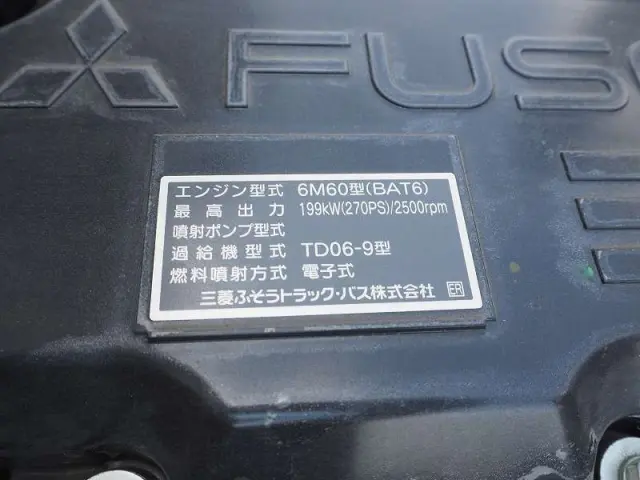 FUSO
エンジン型式 6M60型(BAT6)
最高出力 199kW(270PS)/2500rpm
噴射ポンプ型式
過給機型式 TD06-9型
燃料噴射方式 電子式
三菱ふそうトラック・バス株式会社 ER